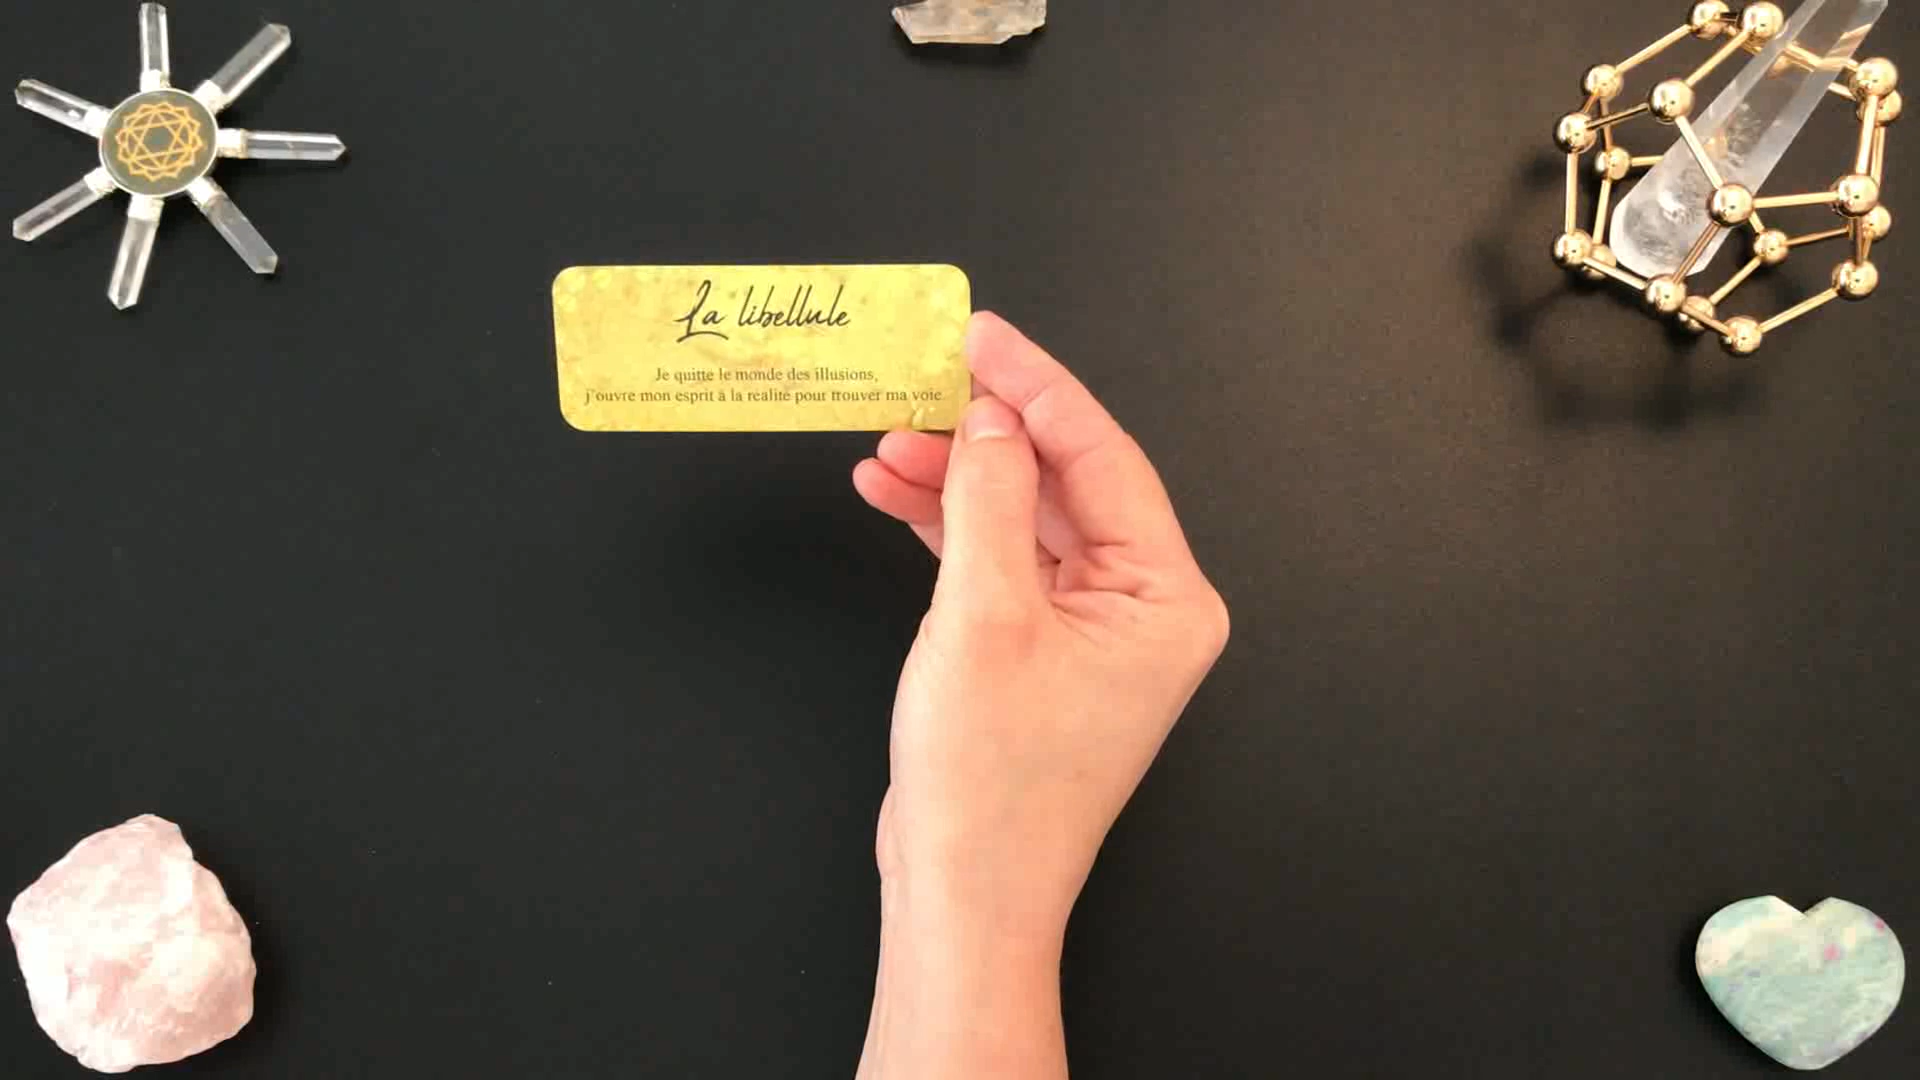 La libellule
Je quitte le monde des illusions,
j'ouvre mon esprit à la réalité pour trouver ma voie.